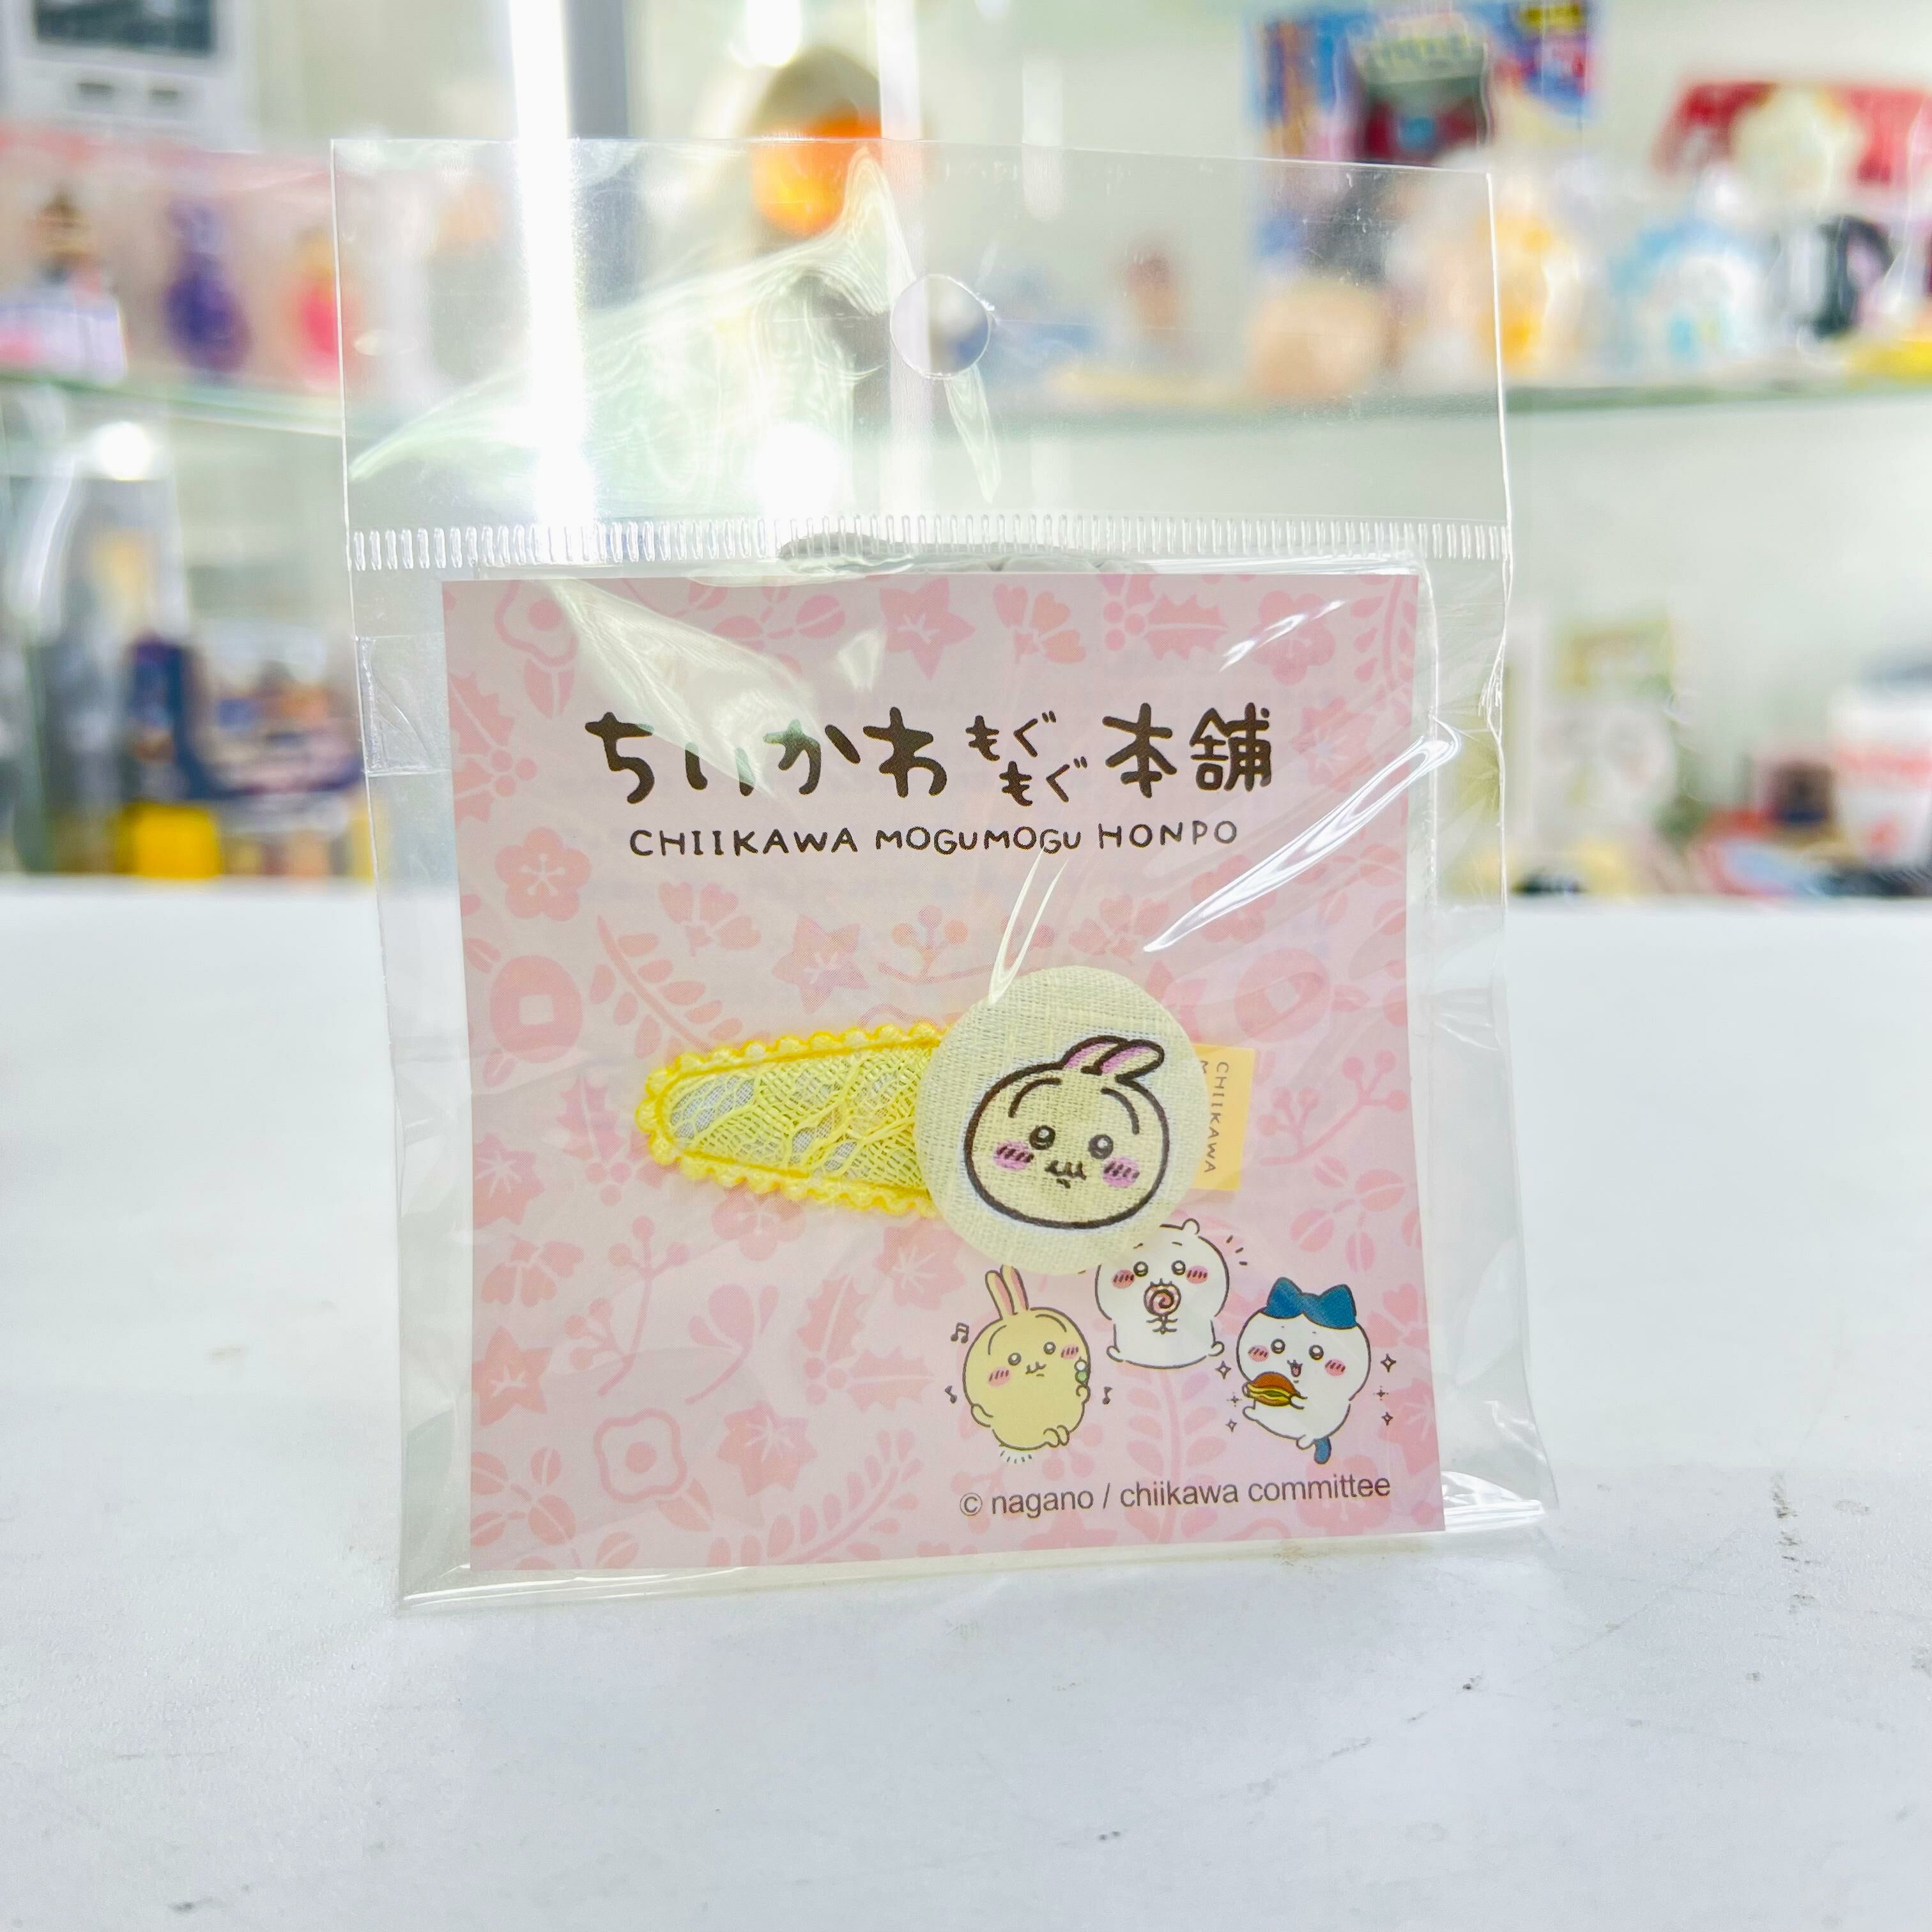 ちいかわもぐもぐ本舗
CHIIKAWA MOGUMOGU HONPO
CHIIKAWA
© nagano / chiikawa committee